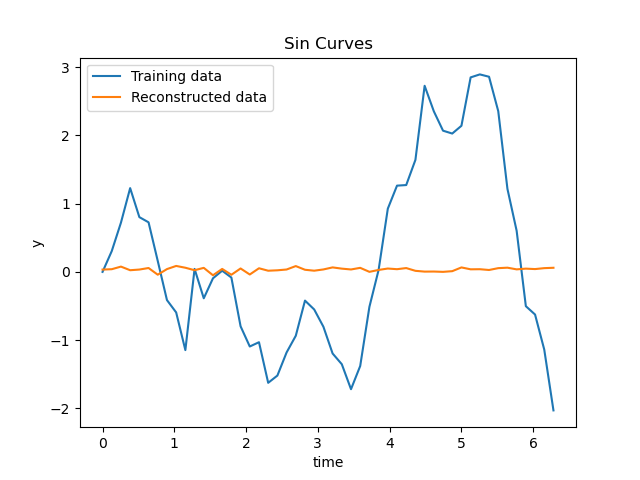 Sin Curves
Training data
Reconstructed data
3
2
1
0
−1
−2
y
0 1 2 3 4 5 6
time